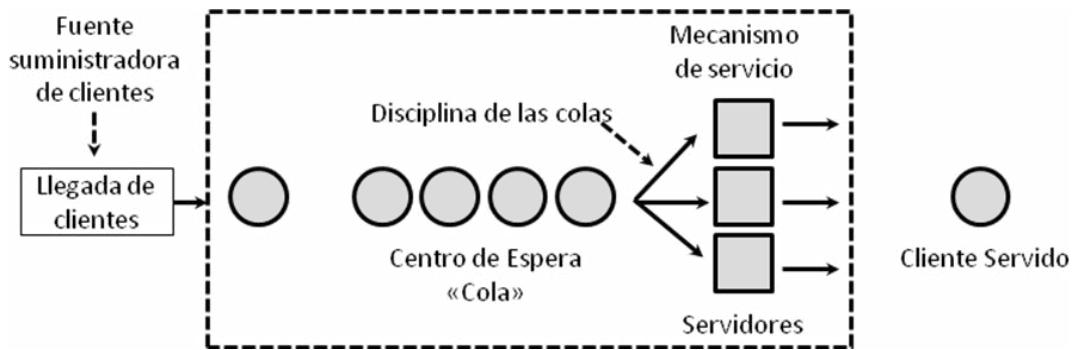 Fuente
suministradora
de clientes
Llegada de
clientes
Disciplina de las colas
Mecanismo
de servicio
Centro de Espera
«Cola»
Servidores
Cliente Servido